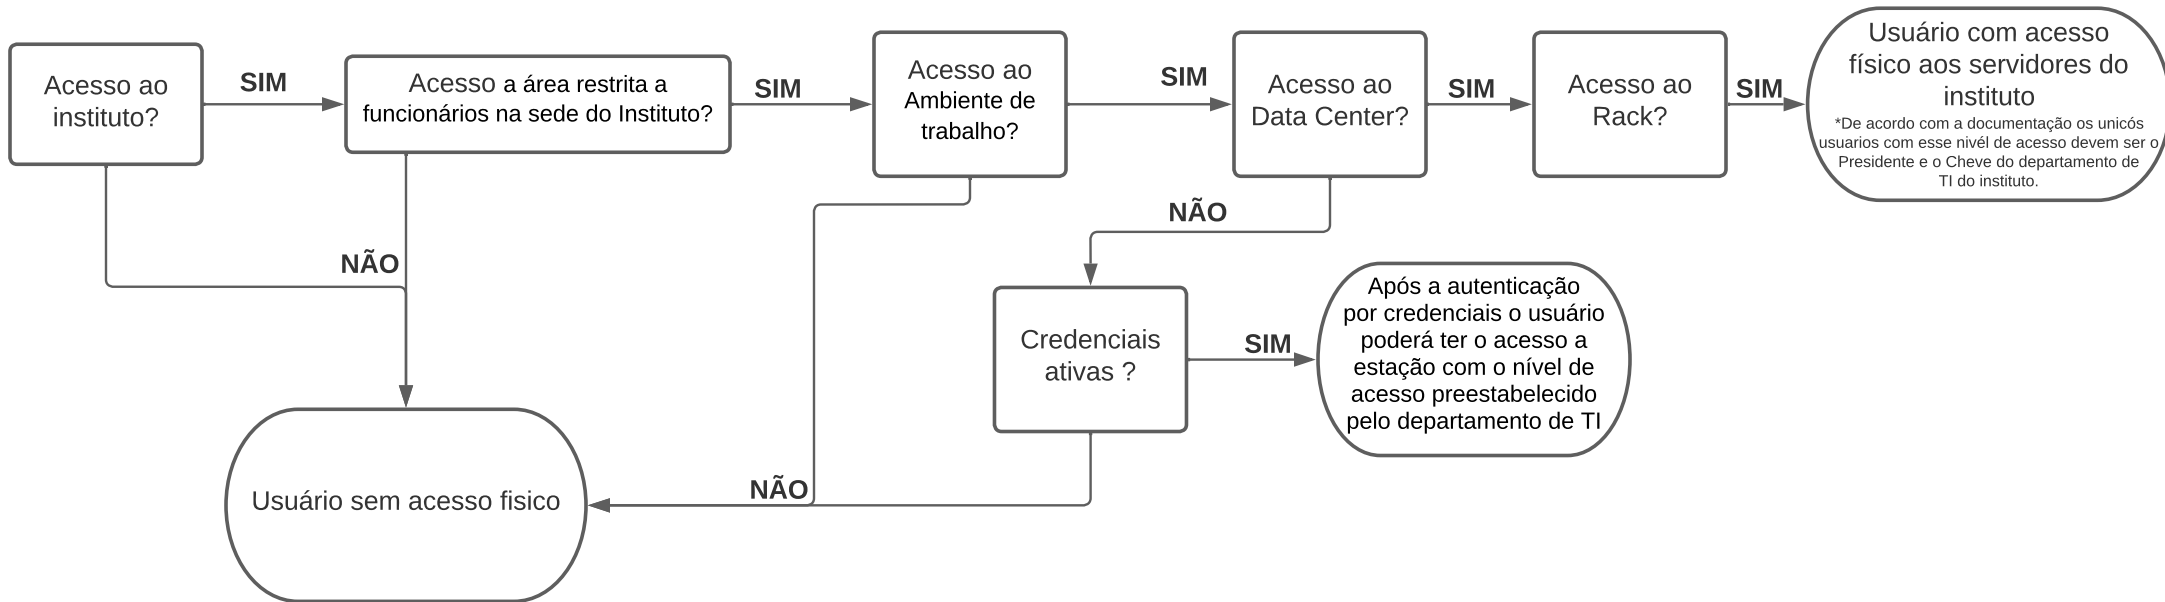 Acesso ao
instituto?
SIM
Acesso a área restrita a
funcionários na sede do Instituto?
SIM
Acesso ao
Ambiente de
trabalho?
SIM
Acesso ao
Data Center?
SIM
Acesso ao
Rack?
SIM
Usuário com acesso
físico aos servidores do
instituto
*De acordo com a documentação os unicós
usuarios com esse nivél de acesso devem ser o
Presidente e o Cheve do departamento de
TI do instituto.
NÃO
NÃO
Credenciais
ativas ?
SIM
Após a autenticação
por credenciais o usuário
poderá ter o acesso a
estação com o nível de
acesso preestabelecido
pelo departamento de TI
NÃO
Usuário sem acesso fisico